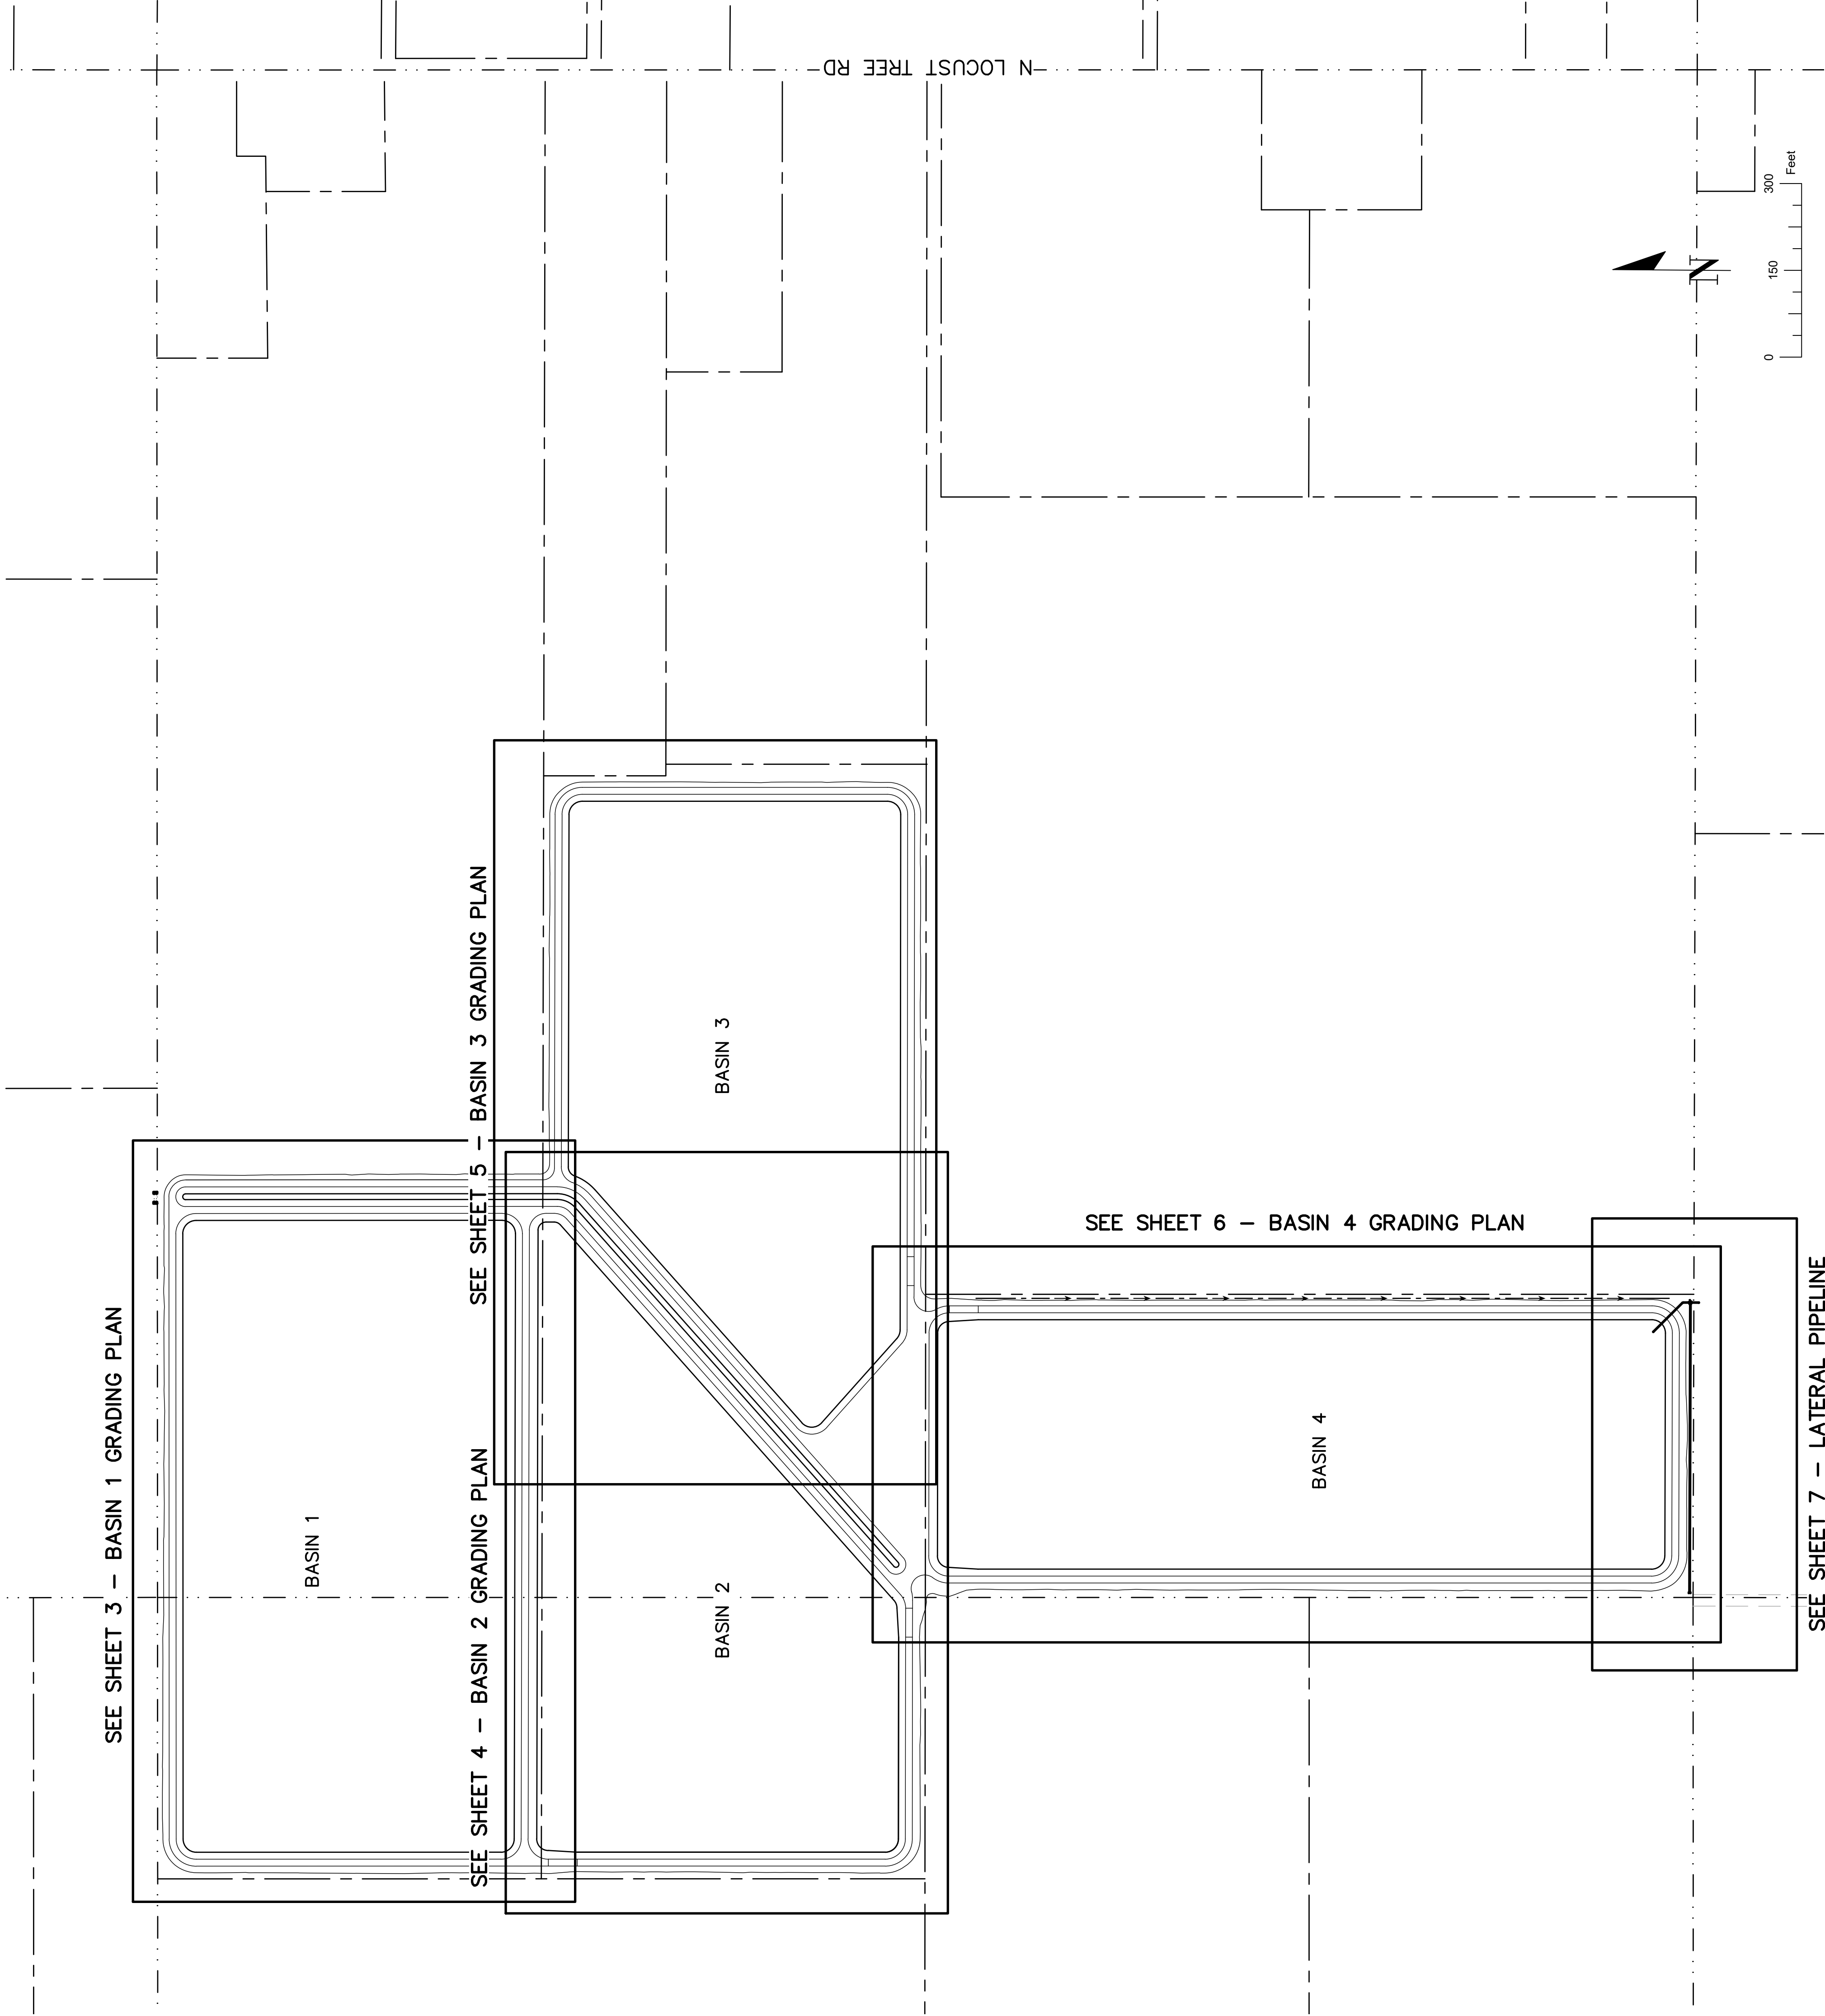 N LOCUST TREE RD
300
Feet
150
0
N
SEE SHEET 5 – BASIN 3 GRADING PLAN
BASIN 3
SEE SHEET 3 – BASIN 1 GRADING PLAN
BASIN 1
SEE SHEET 4 – BASIN 2 GRADING PLAN
BASIN 2
SEE SHEET 6 – BASIN 4 GRADING PLAN
BASIN 4
SEE SHEET 7 – LATERAL PIPELINE